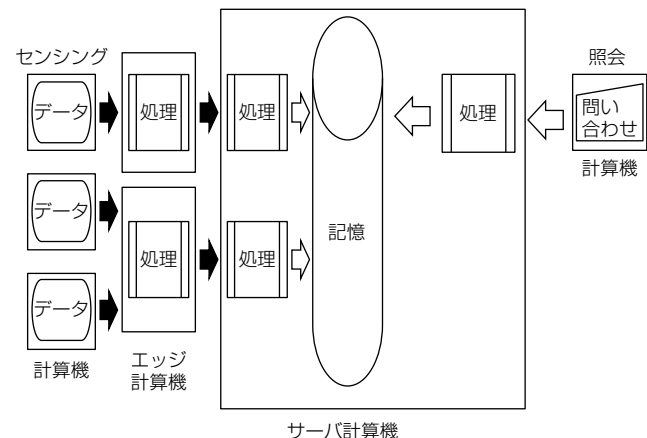 センシング
データ
処理
処理
処理
照会
問い
合わせ
計算機
データ
データ
処理
処理
記憶
計算機
エッジ
計算機
サーバ計算機